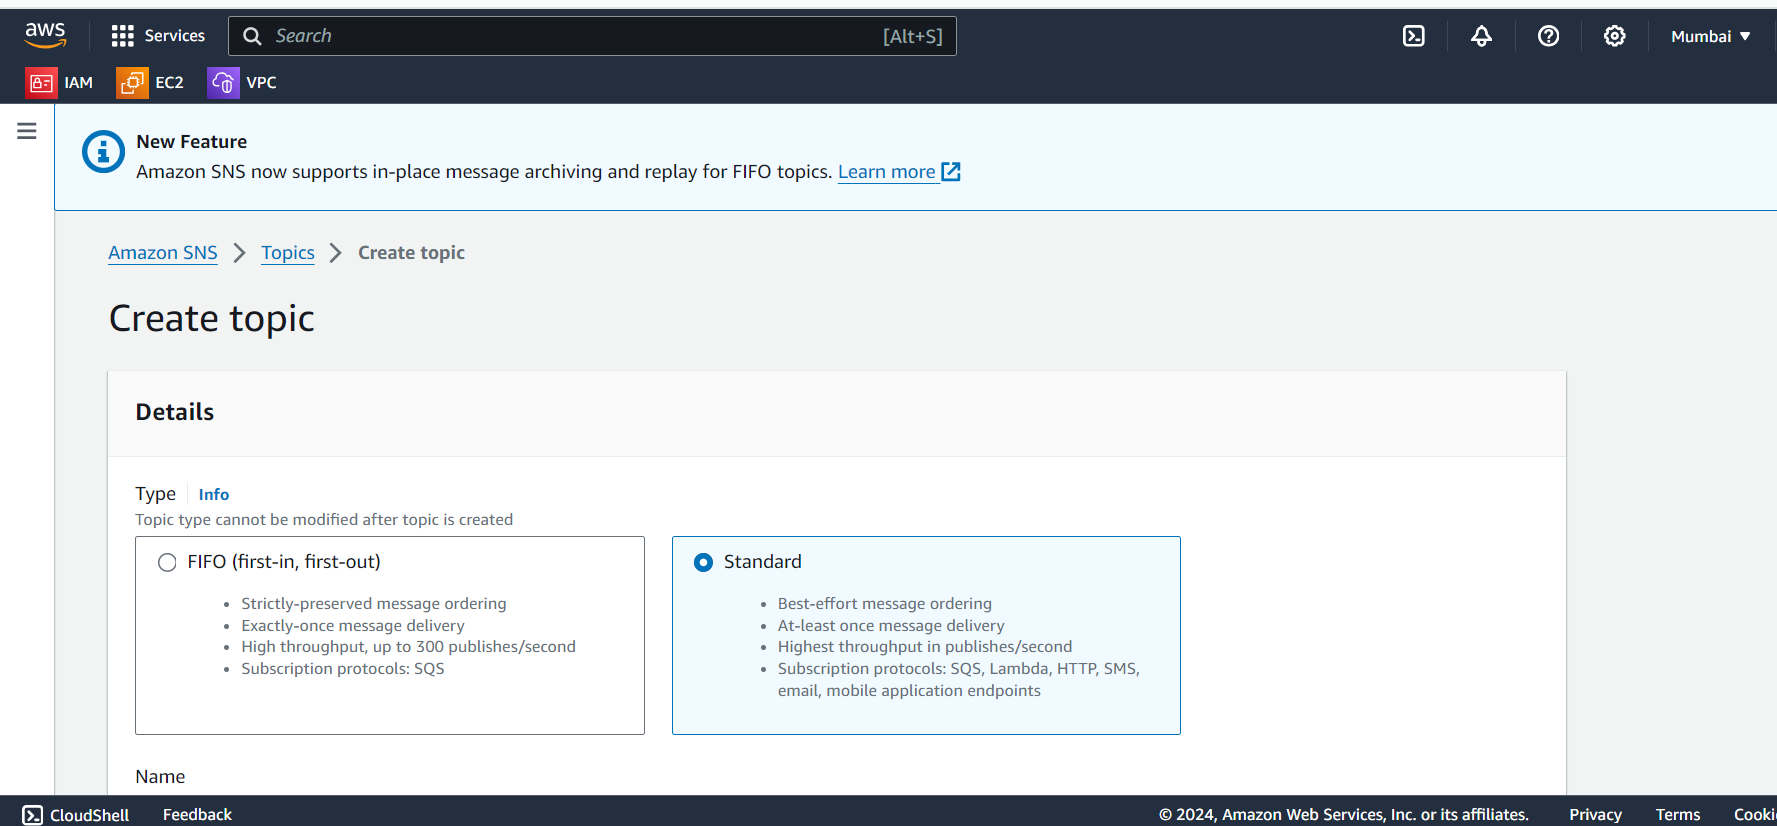 aws Services Search [Alt+S] Mumbai
IAM EC2 VPC
New Feature
Amazon SNS now supports in-place message archiving and replay for FIFO topics. Learn more
Amazon SNS Topics Create topic
Create topic
Details
Type Info
Topic type cannot be modified after topic is created
FIFO (first-in, first-out)
Strictly-preserved message ordering
Exactly-once message delivery
High throughput, up to 300 publishes/second
Subscription protocols: SQS
Standard
Best-effort message ordering
At-least once message delivery
Highest throughput in publishes/second
Subscription protocols: SQS, Lambda, HTTP, SMS,
email, mobile application endpoints
Name
CloudShell Feedback © 2024, Amazon Web Services, Inc. or its affiliates. Privacy Terms Cooki